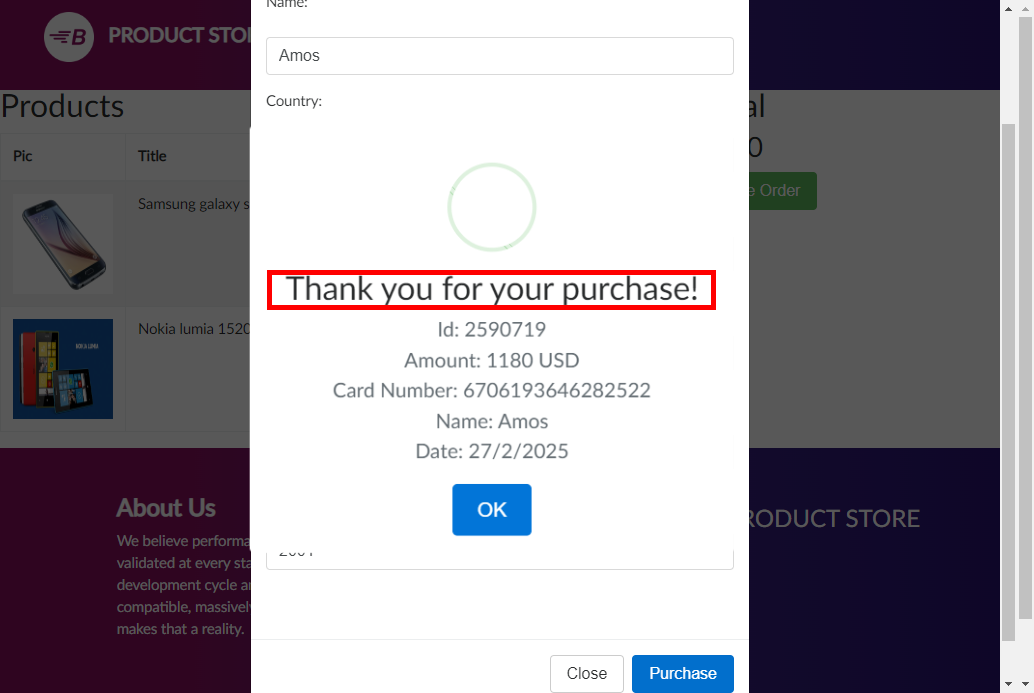 Name:
PRODUCT STO
Amos
Products
al
Country:
0
Pic
Title
Samsung galaxy s
e Order
Thank you for your purchase!
Id: 2590719
Nokia lumia 1520
NOKIA LUMIA
Amount: 1180 USD
Card Number: 6706193646282522
Name: Amos
Date: 27/2/2025
OK
About Us
RODUCT STORE
We believe performa
validated at every sta
development cycle a
compatible, massivel
makes that a reality.
Close
Purchase